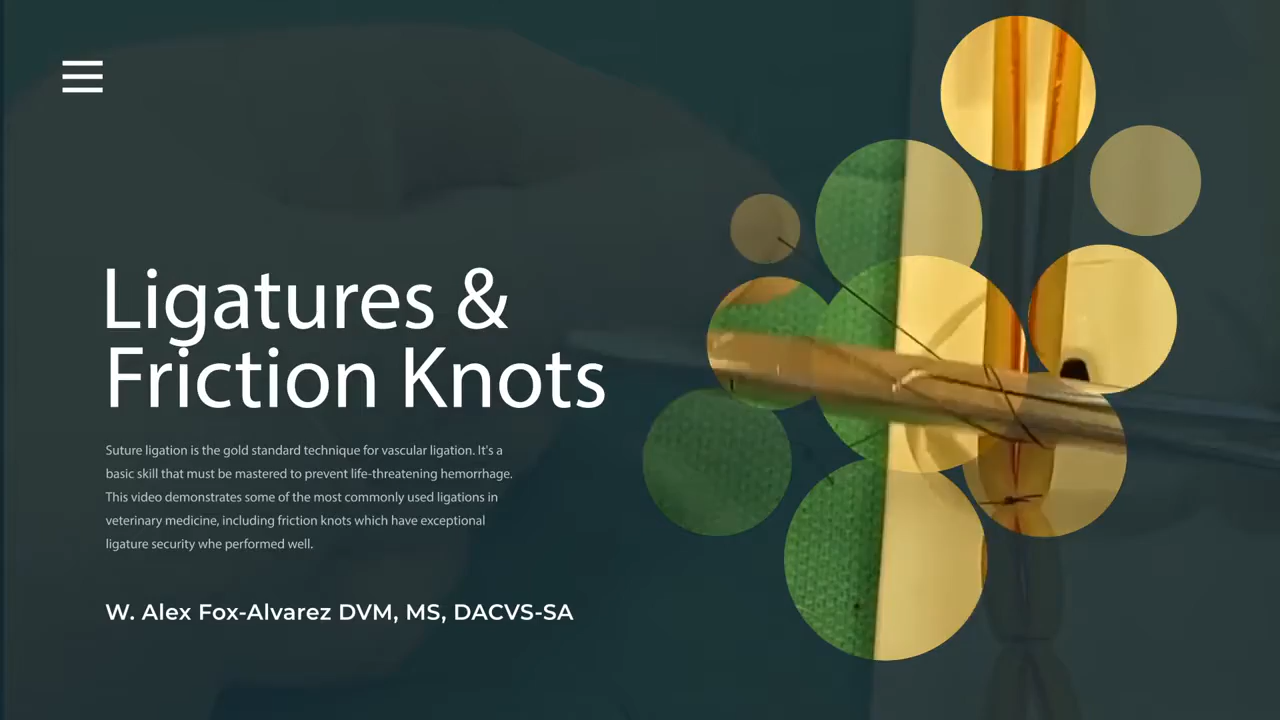 Ligatures &
Friction Knots
Suture ligation is the gold standard technique for vascular ligation. It's a
basic skill that must be mastered to prevent life-threatening hemorrhage.
This video demonstrates some of the most commonly used ligations in
veterinary medicine, including friction knots which have exceptional
ligature security whe performed well.
W. Alex Fox-Alvarez DVM, MS, DACVS-SA